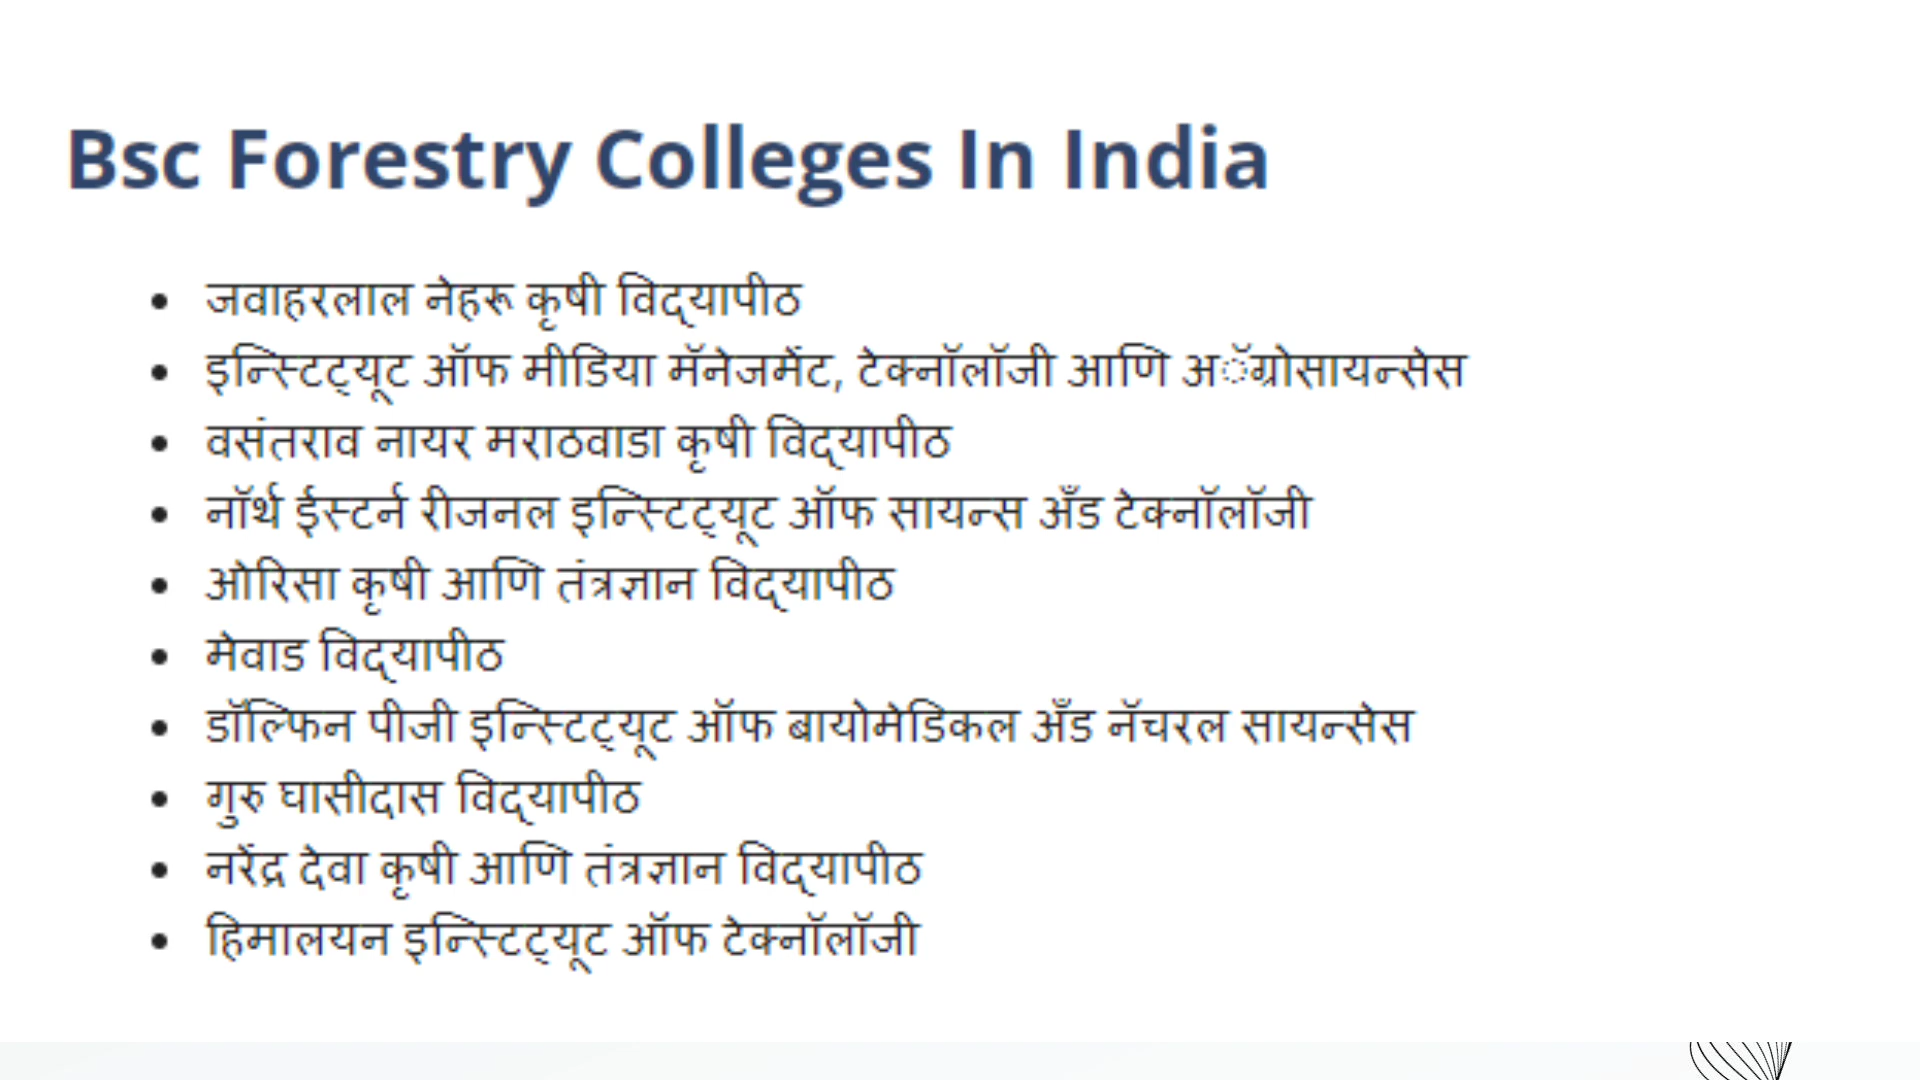 Bsc Forestry Colleges In India
• जवाहरलाल नेहरू कृषी विद्यापीठ
• इन्स्टिट्यूट ऑफ मीडिया मॅनेजमेंट, टेक्नॉलॉजी आणि अॅग्रोसायन्सेस
• वसंतराव नायर मराठवाडा कृषी विद्यापीठ
• नॉर्थ ईस्टर्न रीजनल इन्स्टिट्यूट ऑफ सायन्स अँड टेक्नॉलॉजी
• ओरिसा कृषी आणि तंत्रज्ञान विद्यापीठ
• मेवाड विद्यापीठ
• डॉल्फिन पीजी इन्स्टिट्यूट ऑफ बायोमेडिकल अँड नॅचरल सायन्सेस
• गुरु घासीदास विद्यापीठ
• नरेंद्र देवा कृषी आणि तंत्रज्ञान विद्यापीठ
• हिमालयन इन्स्टिट्यूट ऑफ टेक्नॉलॉजी